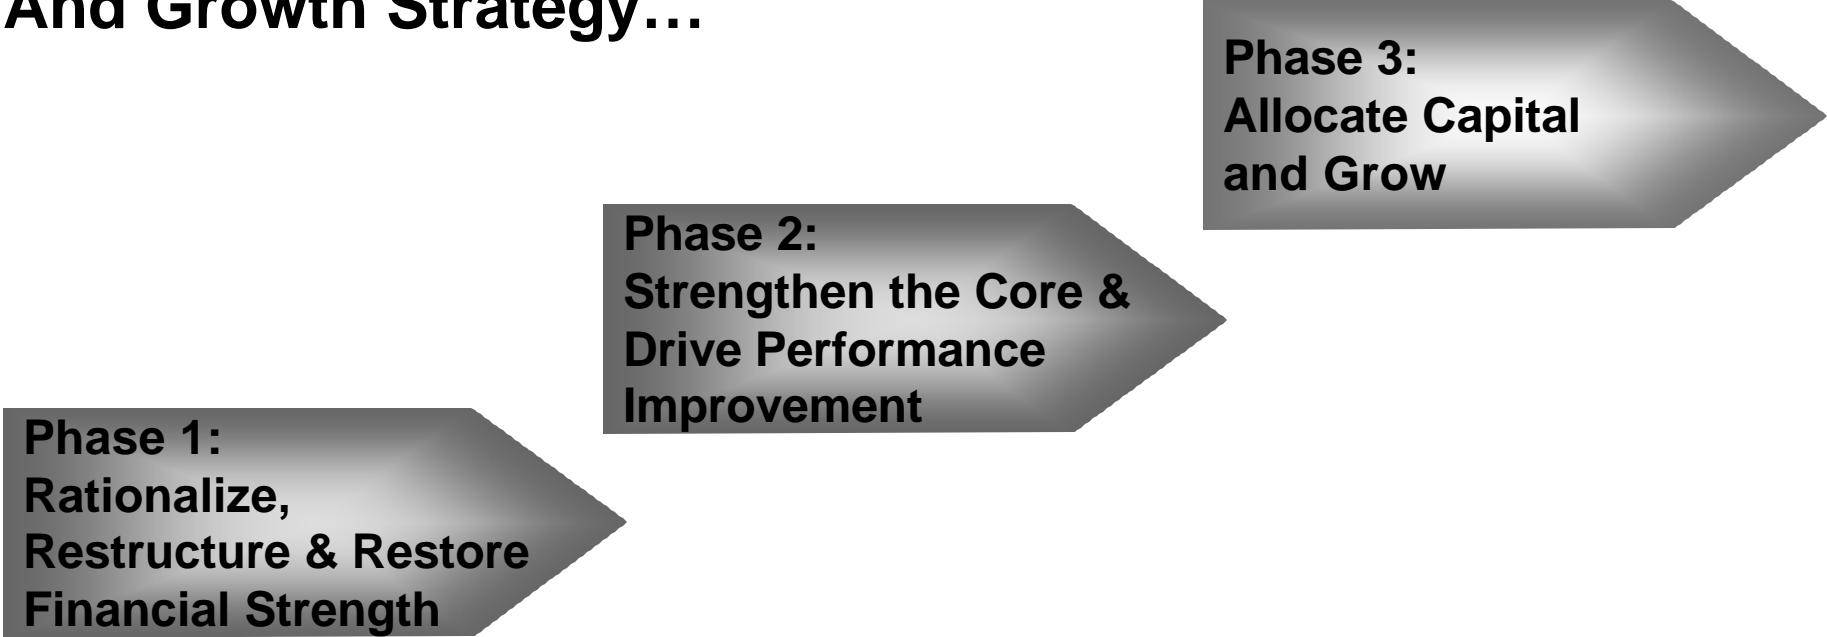 And Growth Strategy…
Phase 3:
Allocate Capital
and Grow
Phase 2:
Strengthen the Core &
Drive Performance
Improvement
Phase 1:
Rationalize,
Restructure & Restore
Financial Strength